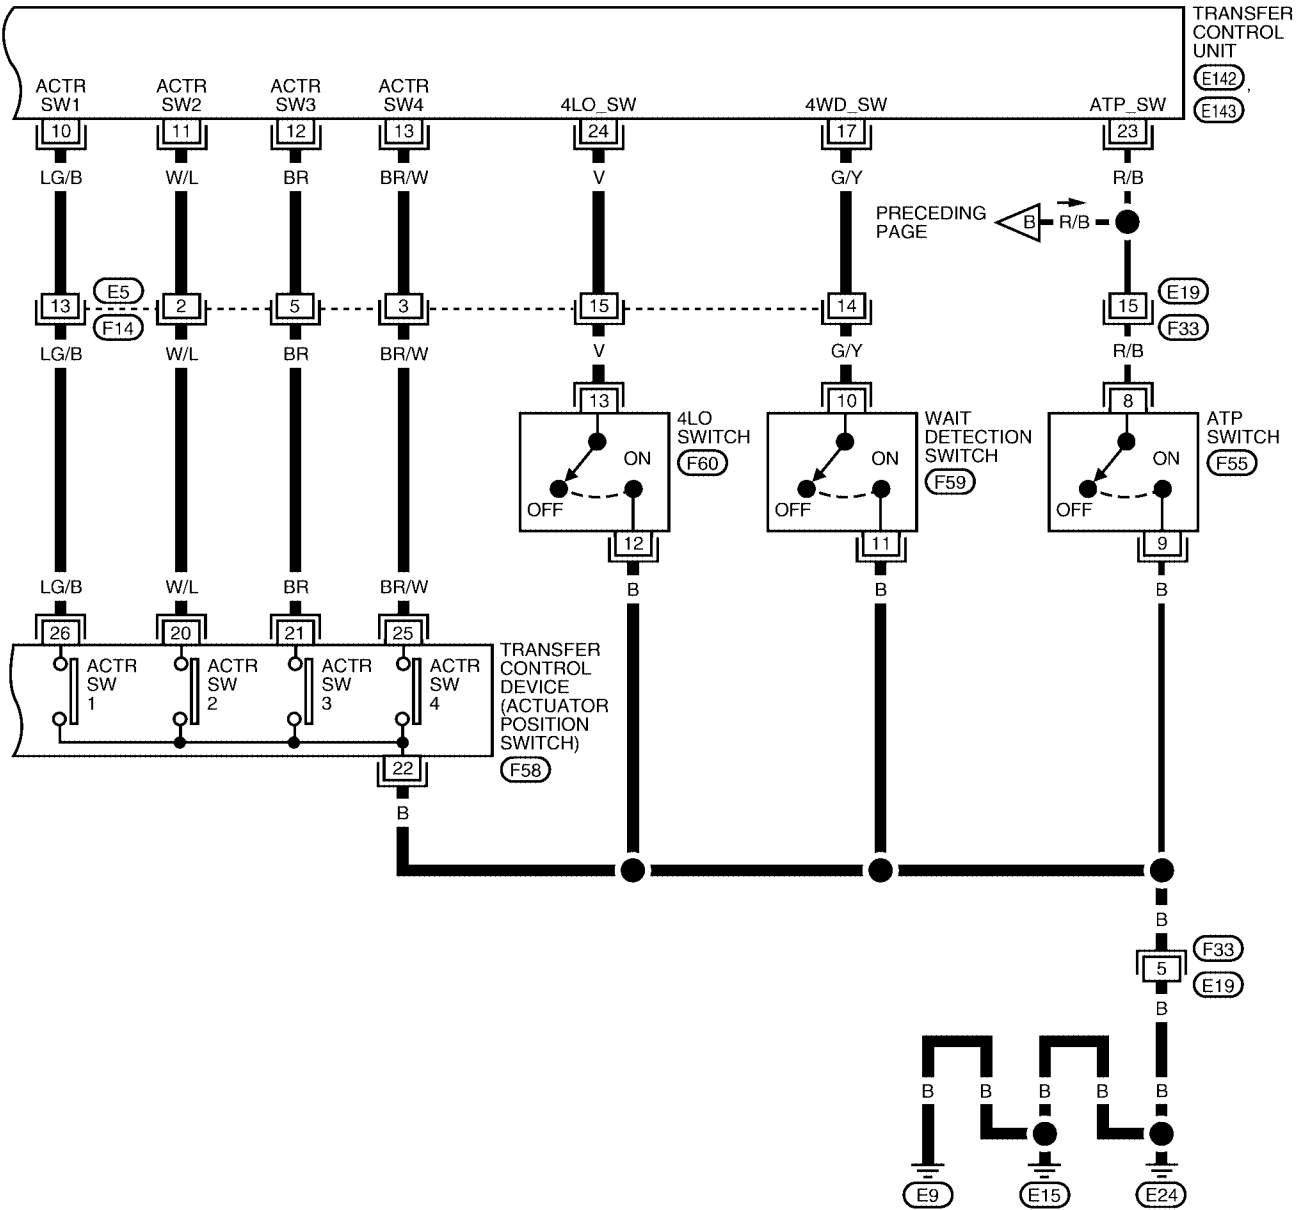 TRANSFER
CONTROL
UNIT
E142 ,
E143
ACTR
SW1
ACTR
SW2
ACTR
SW3
ACTR
SW4
4LO_SW
4WD_SW
ATP_SW
10
11
12
13
24
17
23
LG/B
W/L
BR
BR/W
V
G/Y
R/B
PRECEDING
PAGE
B
R/B
13
E5
F14
2
5
3
15
14
15
E19
F33
LG/B
W/L
BR
BR/W
V
G/Y
R/B
13
10
8
4LO
SWITCH
F60
ON
OFF
WAIT
DETECTION
SWITCH
F59
ON
OFF
ATP
SWITCH
F55
ON
OFF
12
11
9
B
B
B
LG/B
W/L
BR
BR/W
26
20
21
25
ACTR
SW
1
ACTR
SW
2
ACTR
SW
3
ACTR
SW
4
TRANSFER
CONTROL
DEVICE
(ACTUATOR
POSITION
SWITCH)
F58
22
B
B
5
F33
E19
B
B
B
B
B
B
E9
E15
E24